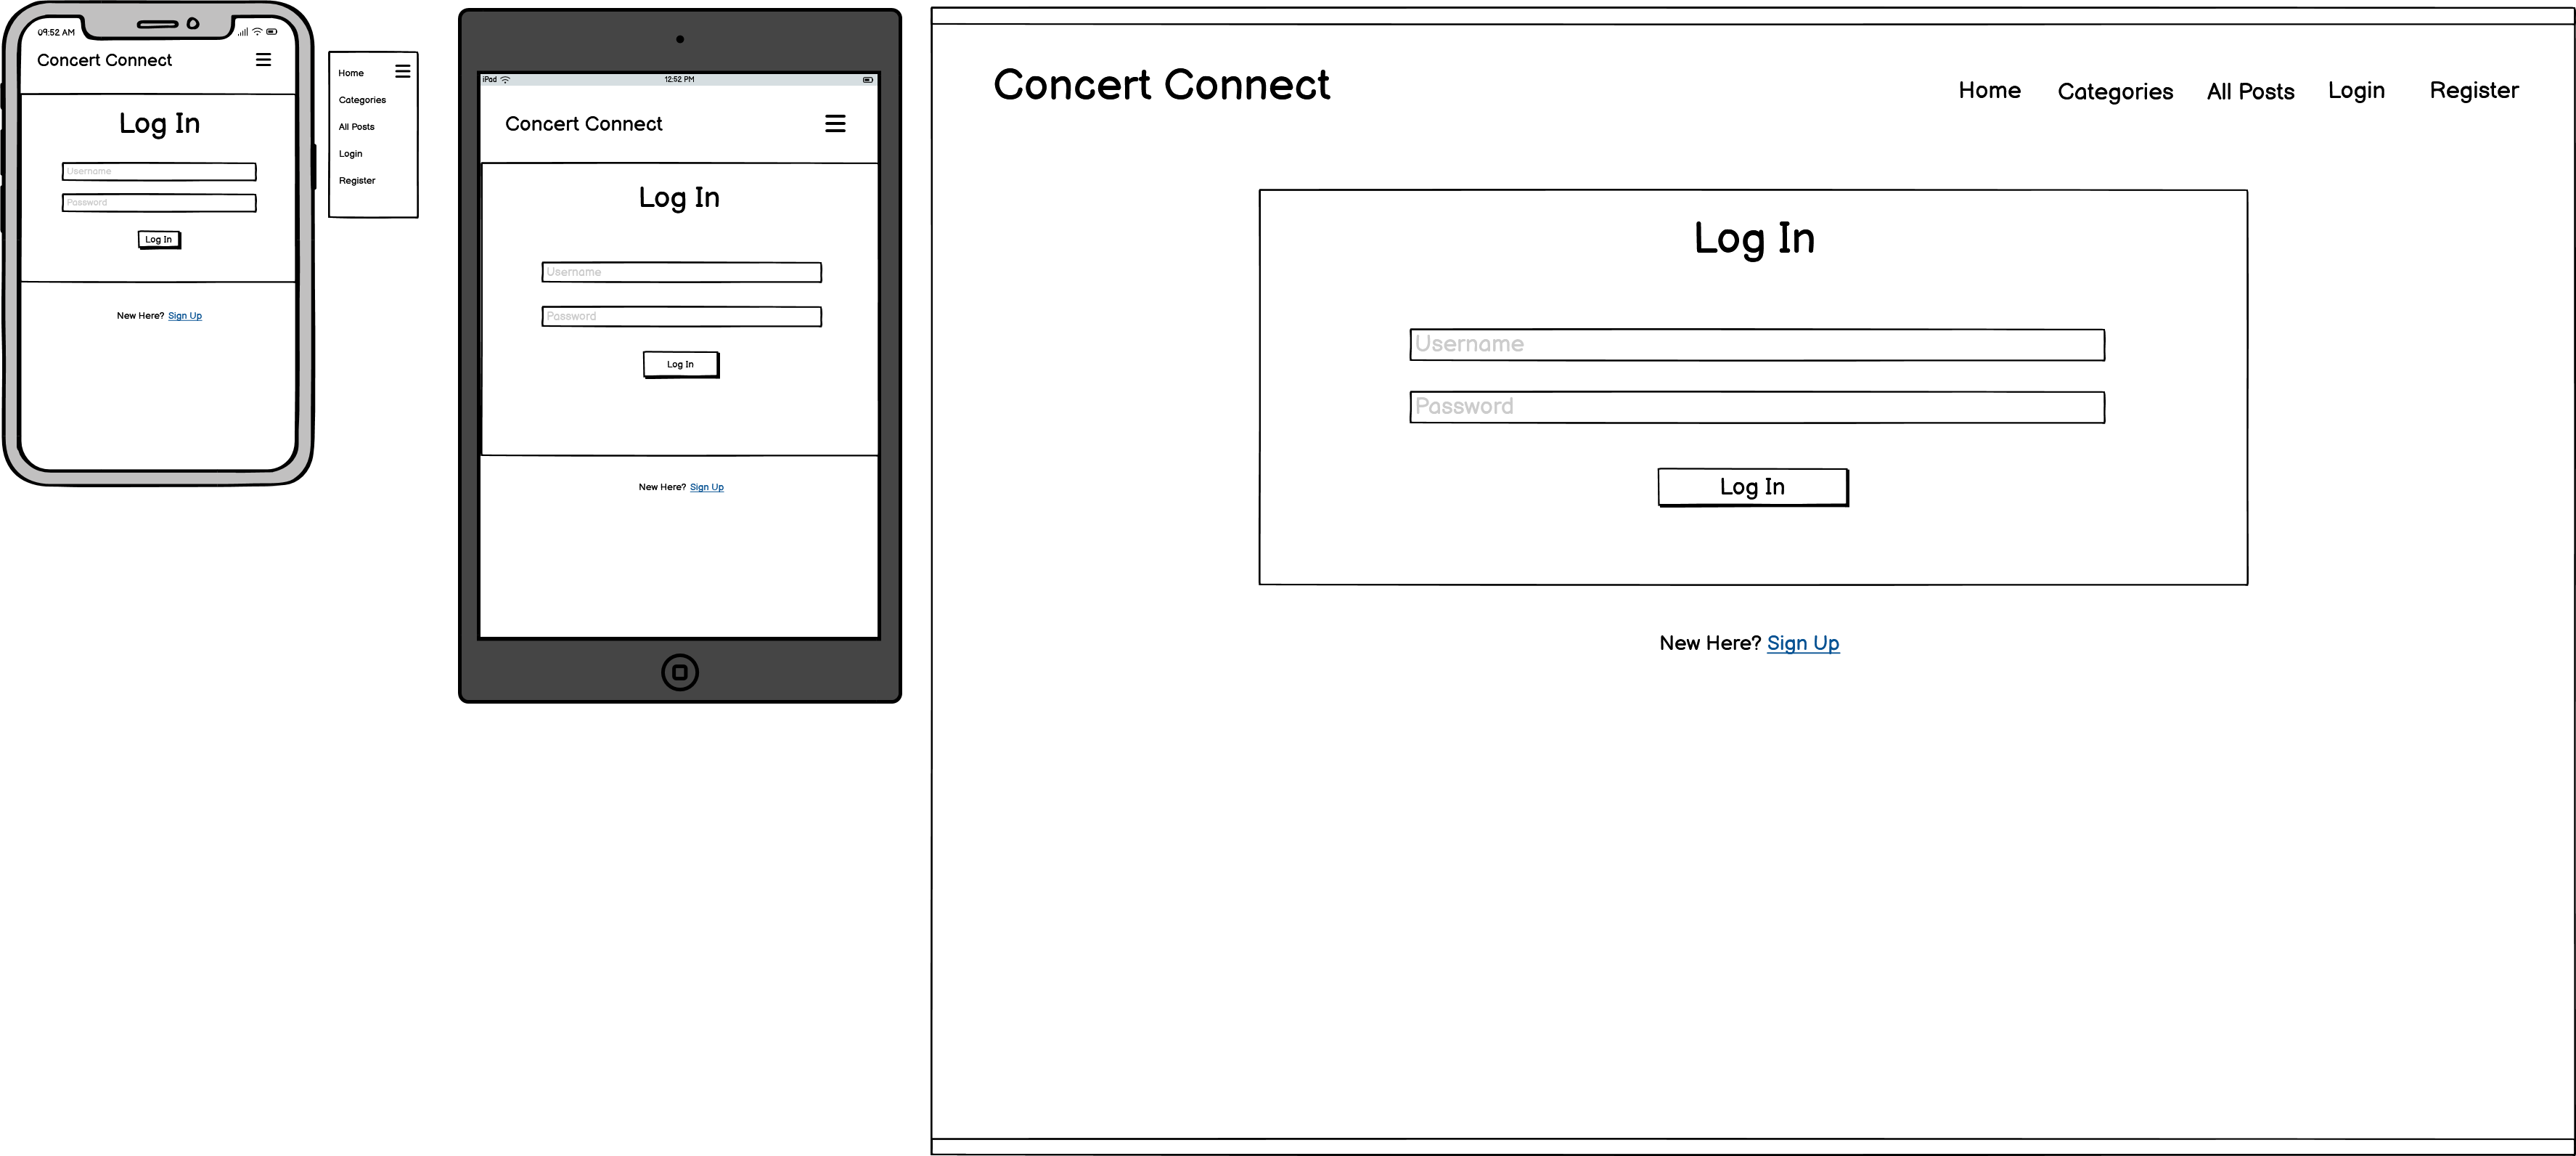 09:52 AM
Concert Connect
Log In
Username
Password
Log In
New Here? Sign Up
Home
Categories
All Posts
Login
Register
iPad 12:52 PM
Concert Connect
Log In
Username
Password
Log In
New Here? Sign Up
Concert Connect Home Categories All Posts Login Register
Log In
Username
Password
Log In
New Here? Sign Up